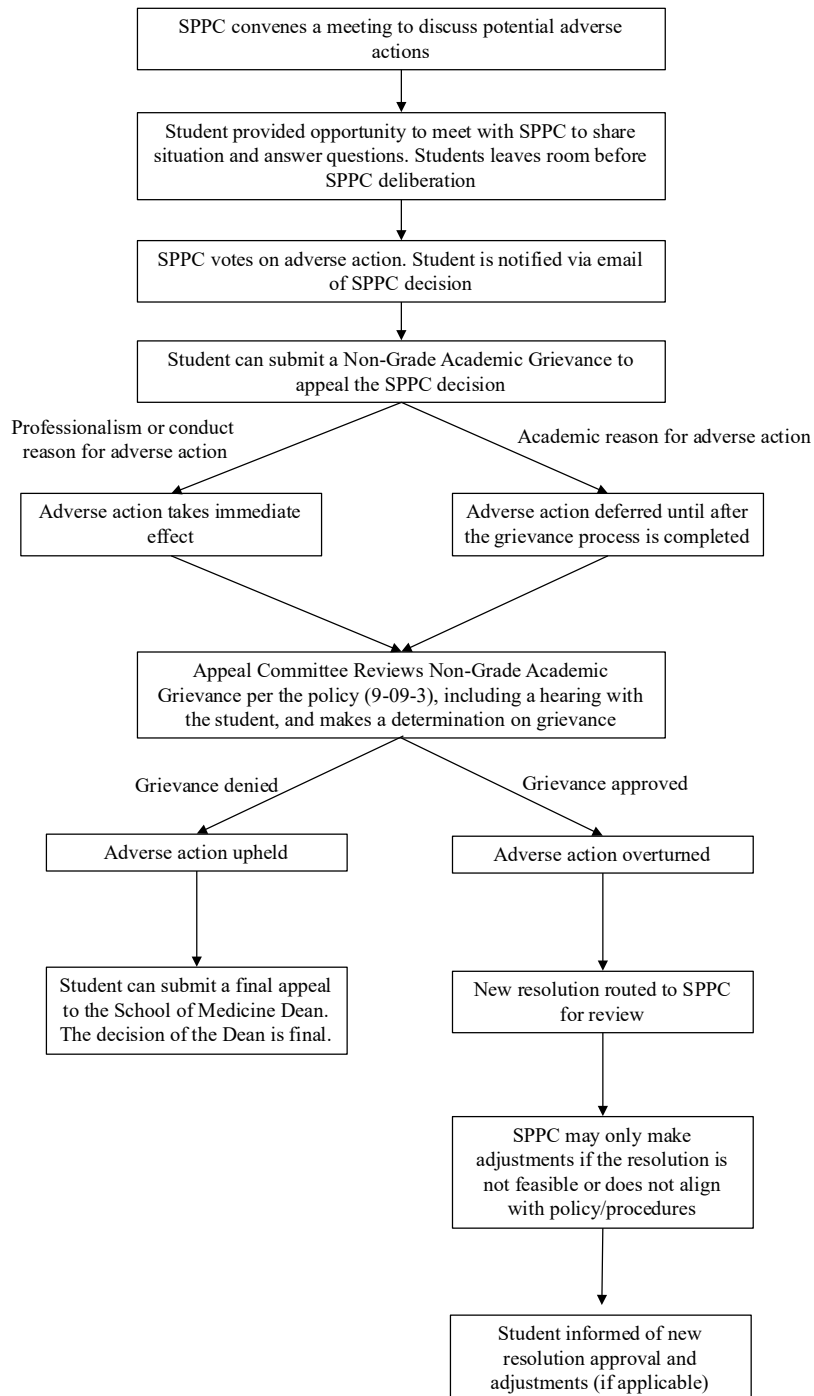 SPPC convenes a meeting to discuss potential adverse
actions
Student provided opportunity to meet with SPPC to share
situation and answer questions. Students leaves room before
SPPC deliberation
SPPC votes on adverse action. Student is notified via email
of SPPC decision
Student can submit a Non-Grade Academic Grievance to
appeal the SPPC decision
Professionalism or conduct
reason for adverse action
Academic reason for adverse action
Adverse action takes immediate
effect
Adverse action deferred until after
the grievance process is completed
Appeal Committee Reviews Non-Grade Academic
Grievance per the policy (9-09-3), including a hearing with
the student, and makes a determination on grievance
Grievance denied
Grievance approved
Adverse action upheld
Adverse action overturned
Student can submit a final appeal
to the School of Medicine Dean.
The decision of the Dean is final.
New resolution routed to SPPC
for review
SPPC may only make
adjustments if the resolution is
not feasible or does not align
with policy/procedures
Student informed of new
resolution approval and
adjustments (if applicable)